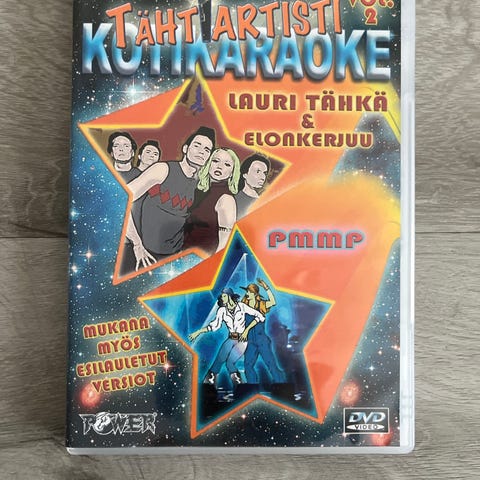 TÄHTI ARTISTI
VOL. 2
KOTIKARAOKE
LAURI TÄHKÄ
&
ELONKERJUU
PMMP
MUKANA
MYÖS
ESILAULETUT
VERSIOT
POWER
DVD
VIDEO